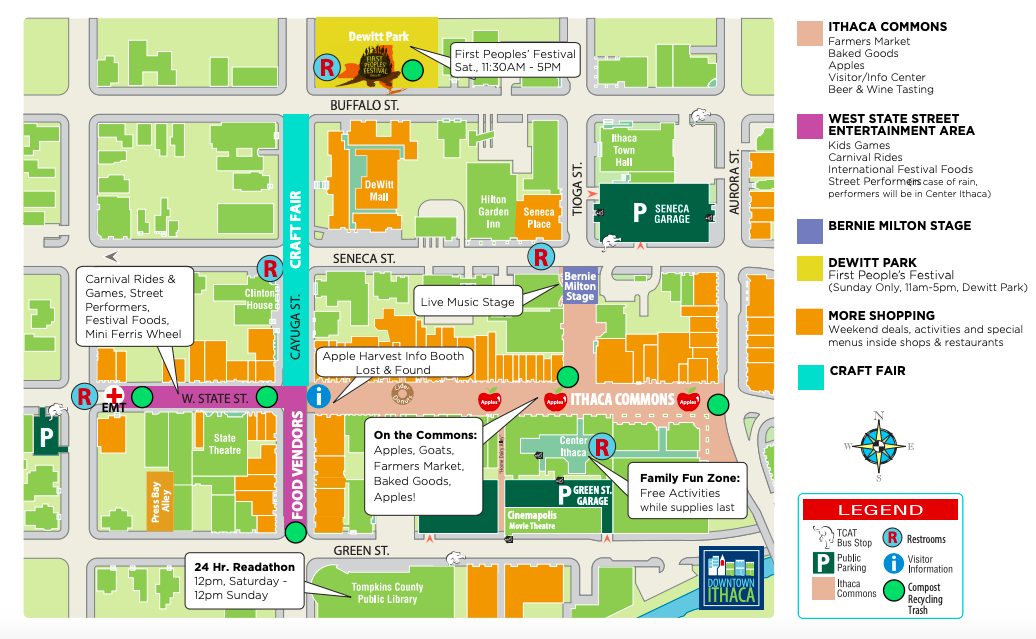 Dewitt Park
R
FIRST
PEOPLES'
FESTIVAL
First Peoples' Festival
Sat., 11:30AM - 5PM
BUFFALO ST.
CRAFT FAIR
CAYUGA ST.
DeWitt
Mall
Hilton
Garden
Inn
Seneca
Place
TIOGA ST.
Ithaca
Town
Hall
P SENECA
GARAGE
AURORA ST.
R
R
SENECA ST.
Carnival Rides &
Games, Street
Performers,
Festival Foods,
Mini Ferris Wheel
Clinton
House
Live Music Stage
Bernie
Milton
Stage
Apple Harvest Info Booth
Lost & Found
R
EMT
W. STATE ST.
i
Cider
Donuts
Apples
Apples
ITHACA COMMONS
Apples
P
State
Theatre
Press Bay
Alley
FOOD VENDORS
On the Commons:
Apples, Goats,
Farmers Market,
Baked Goods,
Apples!
Center
Ithaca
R
Family Fun Zone:
Free Activities
while supplies last
P GREEN ST.
GARAGE
Cinemapolis
Movie Theatre
GREEN ST.
24 Hr. Readathon
12pm, Saturday -
12pm Sunday
Tompkins County
Public Library
DOWNTOWN
ITHACA
ITHACA COMMONS
Farmers Market
Baked Goods
Apples
Visitor/Info Center
Beer & Wine Tasting
WEST STATE STREET
ENTERTAINMENT AREA
Kids Games
Carnival Rides
International Festival Foods
Street Performers (In case of rain,
performers will be in Center Ithaca)
BERNIE MILTON STAGE
DEWITT PARK
First People's Festival
(Sunday Only, 11am-5pm, Dewitt Park)
MORE SHOPPING
Weekend deals, activities and special
menus inside shops & restaurants
CRAFT FAIR
N
W E
S
LEGEND
TCAT
Bus Stop
R Restrooms
P Public
Parking
i Visitor
Information
Ithaca
Commons
Compost
Recycling
Trash